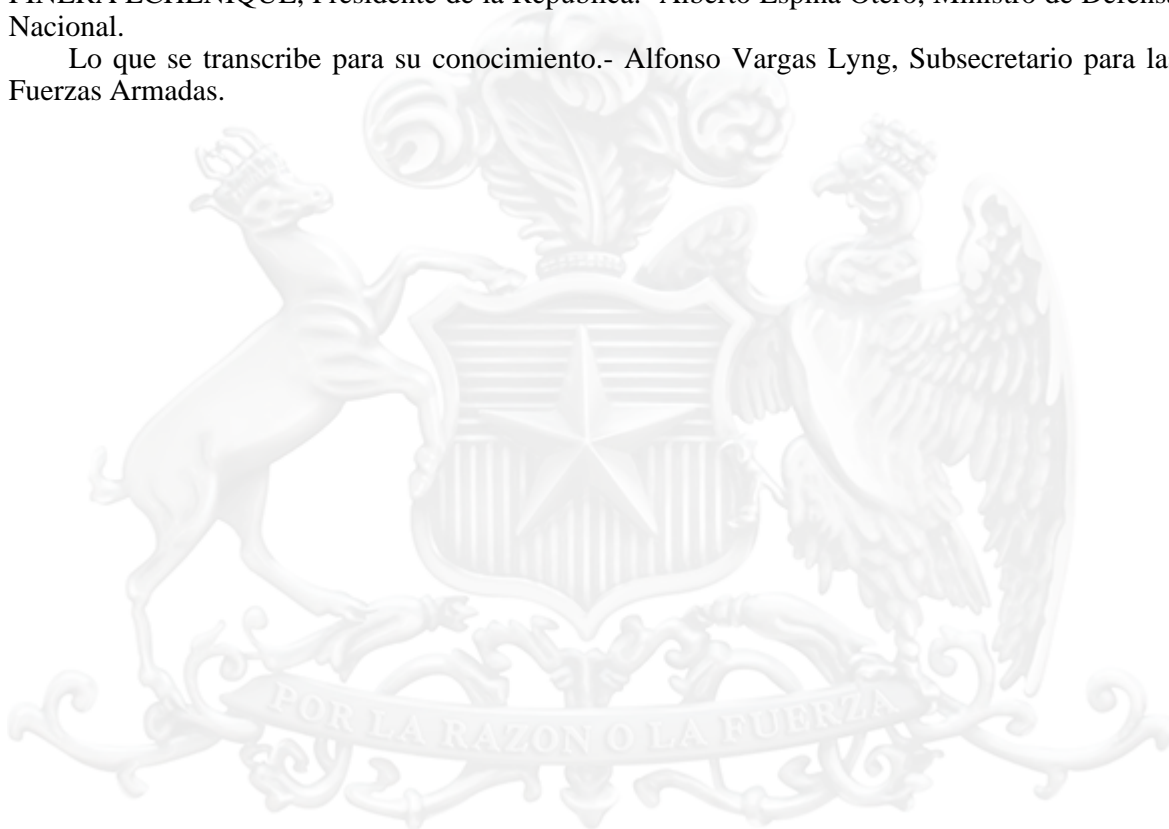 PIÑERA ECHENIQUE, Presidente de la República.- Alberto Espina Otero, Ministro de Defensa
Nacional.
Lo que se transcribe para su conocimiento.- Alfonso Vargas Lyng, Subsecretario para la
Fuerzas Armadas.
POR LA RAZON O LA FUERZA